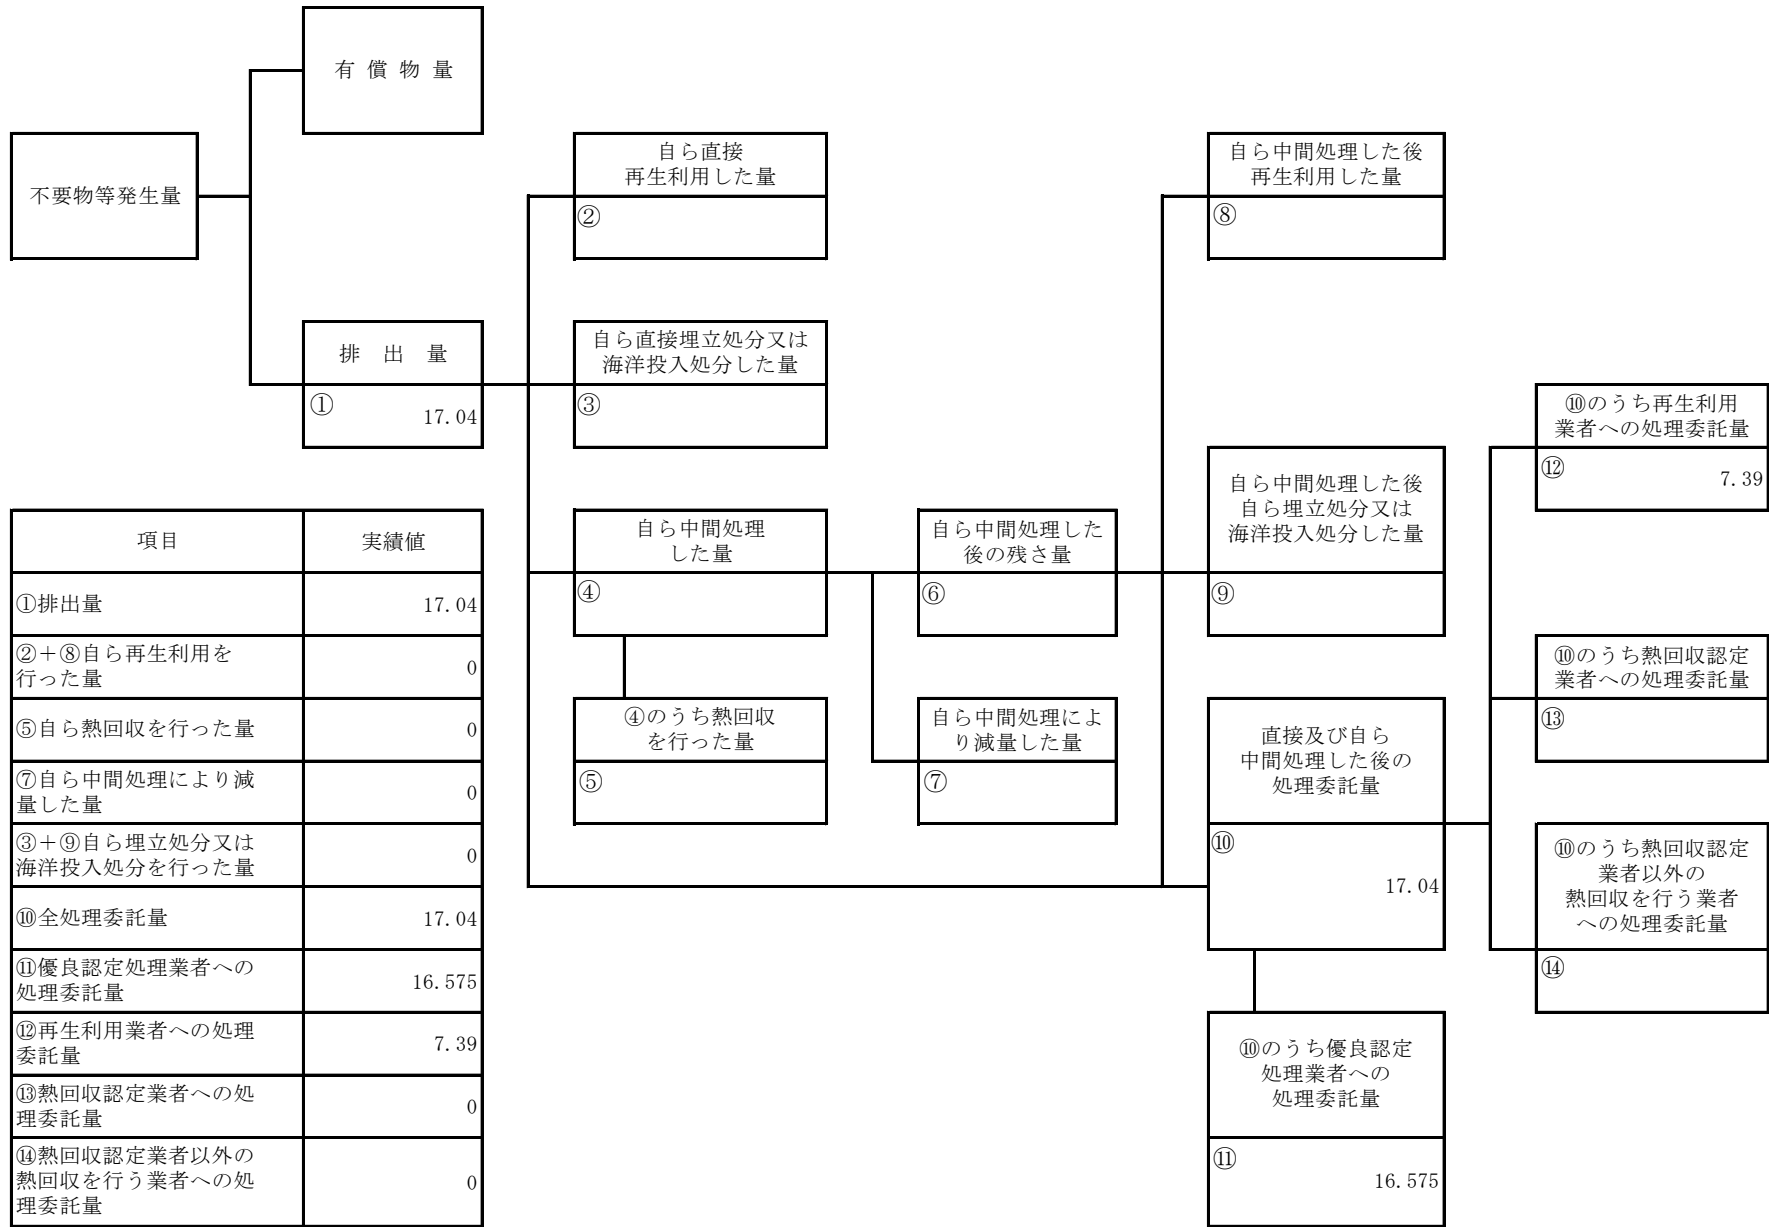 有 償 物 量
不要物等発生量
自ら直接
再生利用した量
②
自ら中間処理した後
再生利用した量
⑧
排 出 量
① 17.04
自ら直接埋立処分又は
海洋投入処分した量
③
⑩のうち再生利用
業者への処理委託量
⑫ 7.39
自ら中間処理
した量
④
自ら中間処理した
後の残さ量
⑥
自ら中間処理した後
自ら埋立処分又は
海洋投入処分した量
⑨
⑩のうち熱回収認定
業者への処理委託量
⑬
④のうち熱回収
を行った量
⑤
自ら中間処理によ
り減量した量
⑦
直接及び自ら
中間処理した後の
処理委託量
⑩
17.04
⑩のうち熱回収認定
業者以外の
熱回収を行う業者
への処理委託量
⑭
⑩のうち優良認定
処理業者への
処理委託量
⑪
16.575
項目 実績値
①排出量 17.04
②＋⑧自ら再生利用を
行った量 0
⑤自ら熱回収を行った量 0
⑦自ら中間処理により減
量した量 0
③＋⑨自ら埋立処分又は
海洋投入処分を行った量 0
⑩全処理委託量 17.04
⑪優良認定処理業者への
処理委託量 16.575
⑫再生利用業者への処理
委託量 7.39
⑬熱回収認定業者への処
理委託量 0
⑭熱回収認定業者以外の
熱回収を行う業者への処
理委託量 0